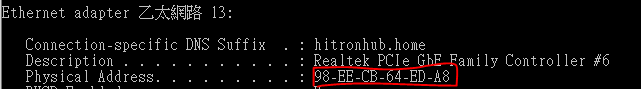 Ethernet adapter 乙太網路 13:
Connection-specific DNS Suffix . : hitronhub.home
Description . . . . . . . . . . . : Realtek PCIe GbE Family Controller #6
Physical Address. . . . . . . . . : 98-EE-CB-64-ED-A8